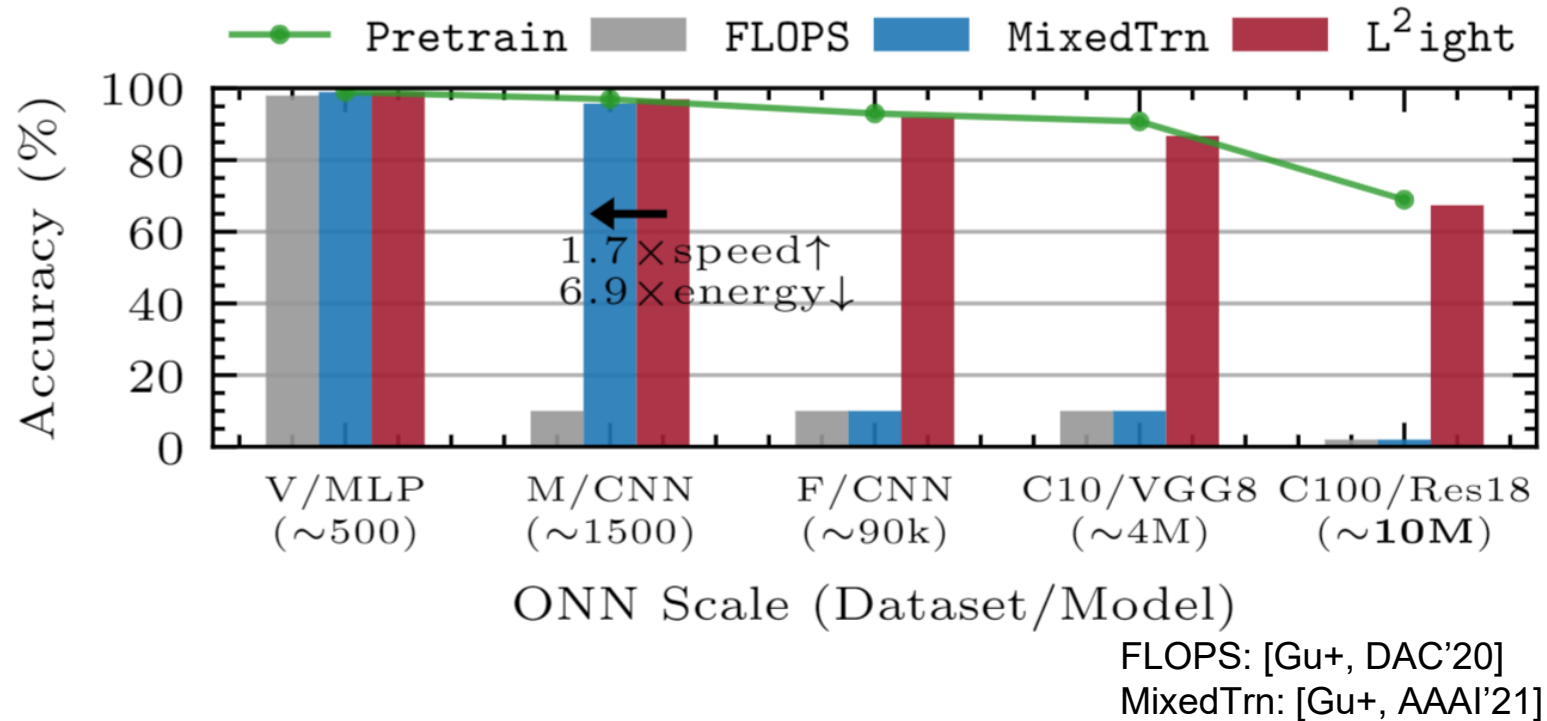 Pretrain FLOPS MixedTrn L²ight
Accuracy (%)
100
80
60
40
20
0
1.7×speed↑
6.9×energy↓
V/MLP M/CNN F/CNN C10/VGG8 C100/Res18
(~500) (~1500) (~90k) (~4M) (~10M)
ONN Scale (Dataset/Model)
FLOPS: [Gu+, DAC’20]
MixedTrn: [Gu+, AAAI’21]